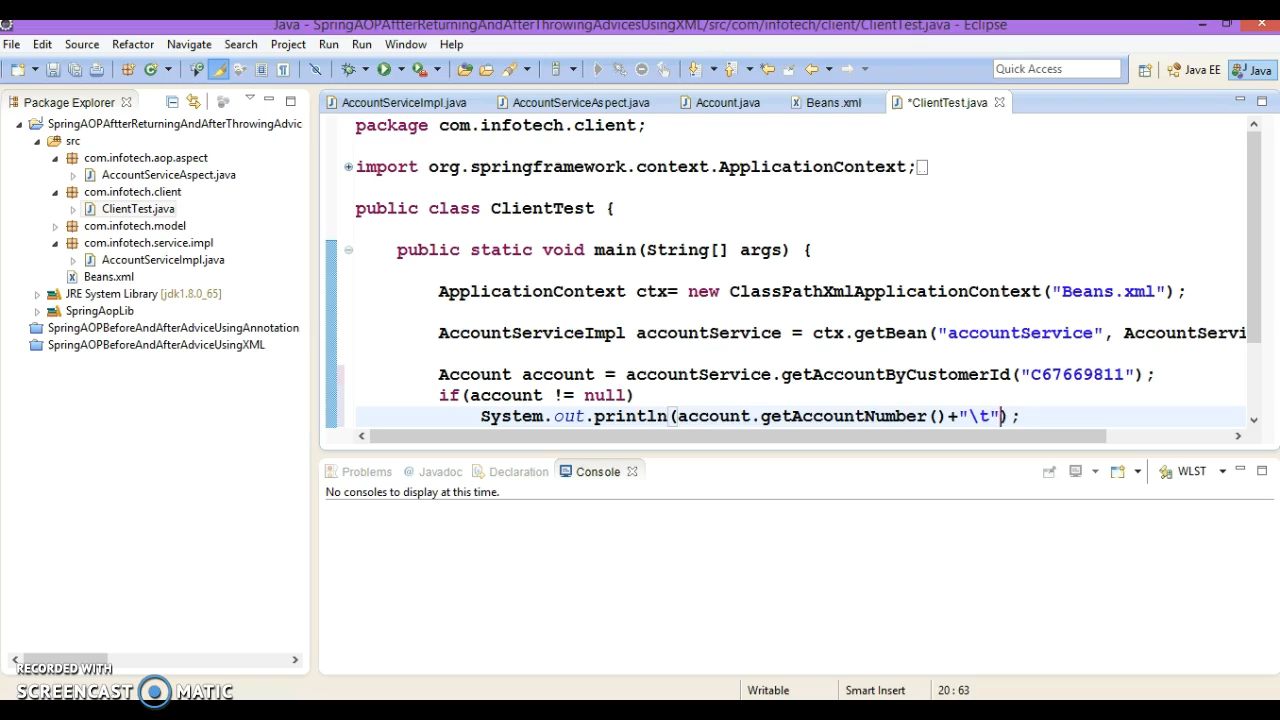 Java - SpringAOPAftterReturningAndAfterThrowingAdvicesUsingXML/src/com/infotech/client/ClientTest.java - Eclipse
File Edit Source Refactor Navigate Search Project Run Run Window Help
Quick Access Java EE Java
Package Explorer
AccountServiceImpl.java AccountServiceAspect.java Account.java Beans.xml *ClientTest.java
SpringAOPAftterReturningAndAfterThrowingAdvic
src
com.infotech.aop.aspect
AccountServiceAspect.java
com.infotech.client
ClientTest.java
com.infotech.model
com.infotech.service.impl
AccountServiceImpl.java
Beans.xml
JRE System Library [jdk1.8.0_65]
SpringAopLib
SpringAOPBeforeAndAfterAdviceUsingAnnotation
SpringAOPBeforeAndAfterAdviceUsingXML
package com.infotech.client;
import org.springframework.context.ApplicationContext;
public class ClientTest {
public static void main(String[] args) {
ApplicationContext ctx= new ClassPathXmlApplicationContext("Beans.xml");
AccountServiceImpl accountService = ctx.getBean("accountService", AccountServi
Account account = accountService.getAccountByCustomerId("C67669811");
if(account != null)
System.out.println(account.getAccountNumber()+"\t");
Problems @ Javadoc Declaration Console WLST
No consoles to display at this time.
RECORDED WITH
SCREENCAST MATIC
Writable Smart Insert 20 : 63